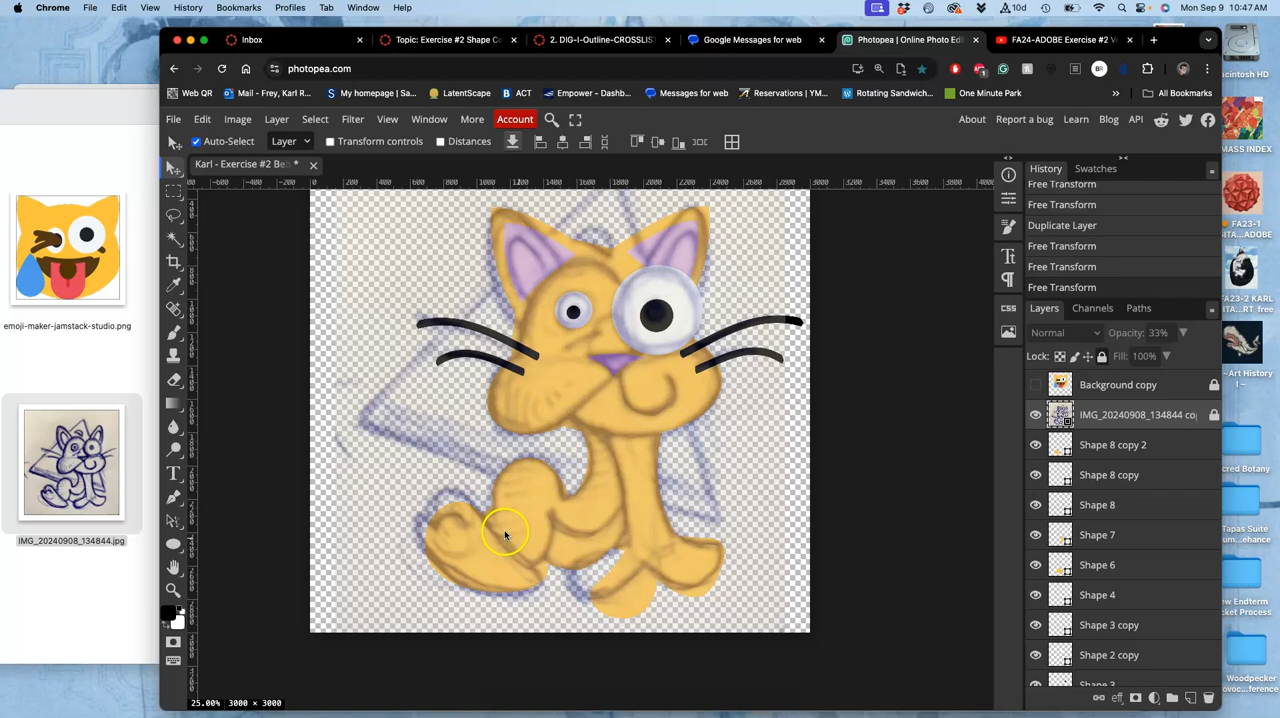 Chrome File Edit View History Bookmarks Profiles Tab Window Help 10d Mon Sep 9 10:47 AM
Inbox Topic: Exercise #2 Shape Co 2. DIG-I-Outline-CROSSLIST Google Messages for web Photopea | Online Photo Edit FA24-ADOBE Exercise #2 V
photopea.com
Web QR Mail - Frey, Karl R... My homepage | Sa... LatentScape ACT Empower - Dashb... Messages for web Reservations | YM... Rotating Sandwich... One Minute Park All Bookmarks
File Edit Image Layer Select Filter View Window More Account About Report a bug Learn Blog API
Auto-Select Layer Transform controls Distances
Karl - Exercise #2 Beb *
History Swatches
Free Transform
Free Transform
Duplicate Layer
Free Transform
Free Transform
Free Transform
CSS
Layers Channels Paths
Normal Opacity: 33%
Lock: Fill: 100%
Background copy
IMG_20240908_134844 co
Shape 8 copy 2
Shape 8 copy
Shape 8
Shape 7
Shape 6
Shape 4
Shape 3 copy
Shape 2 copy
25.00% 3000 × 3000
emoji-maker-jamstack-studio.png
IMG_20240908_134844.jpg
MASS INDEX
~Art History
I ~